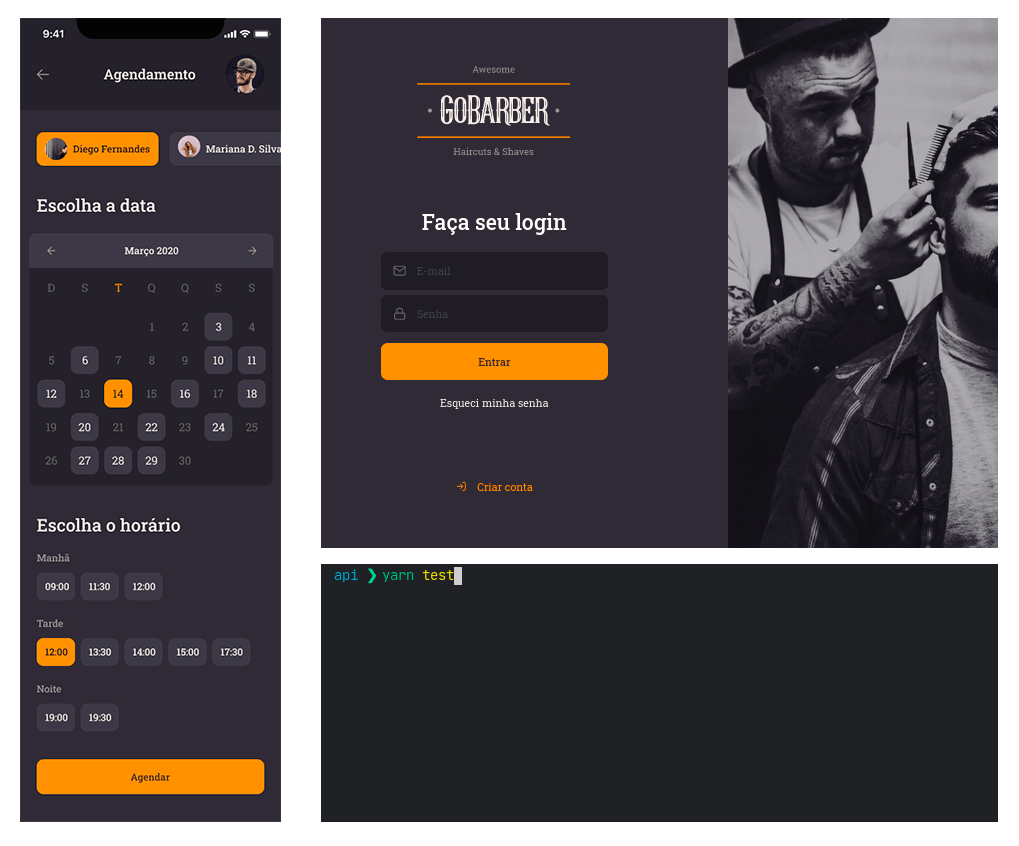 9:41
Agendamento
Diego Fernandes
Mariana D. Silva
Escolha a data
Março 2020
D S T Q Q S S
1 2 3 4
5 6 7 8 9 10 11
12 13 14 15 16 17 18
19 20 21 22 23 24 25
26 27 28 29 30
Escolha o horário
Manhã
09:00 11:30 12:00
Tarde
12:00 13:30 14:00 15:00 17:30
Noite
19:00 19:30
Agendar
Awesome
GOBARBER
Haircuts & Shaves
Faça seu login
E-mail
Senha
Entrar
Esqueci minha senha
Criar conta
api ❯ yarn test